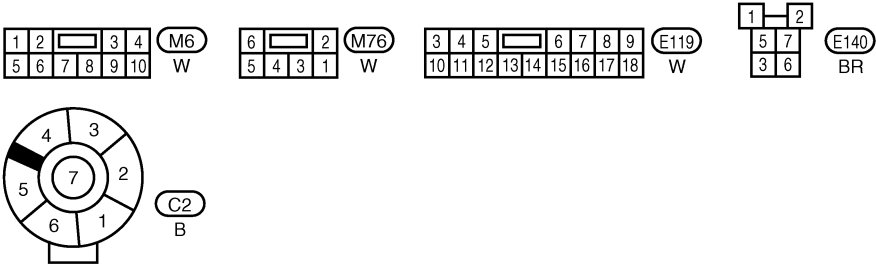 1 2 3 4 M6
5 6 7 8 9 10 W
6 2 M76
5 4 3 1 W
3 4 5 6 7 8 9 E119
10 11 12 13 14 15 16 17 18 W
1 2
5 7 E140
3 6 BR
4 3
5 7 2
6 1
C2
B